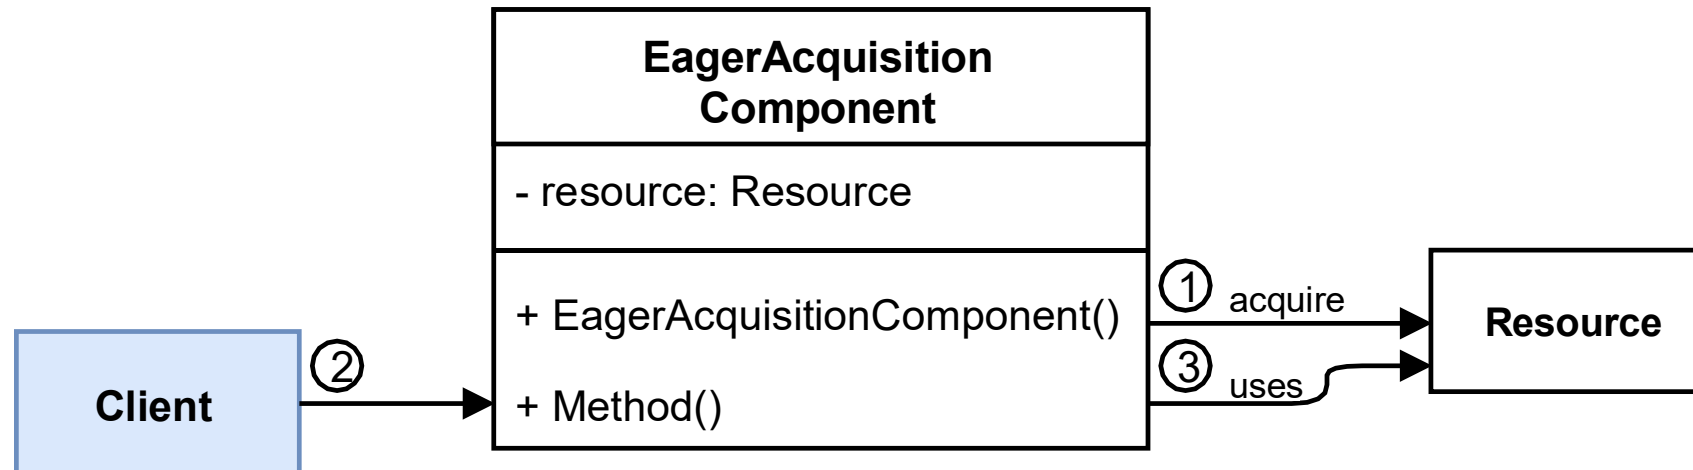 EagerAcquisition
Component
- resource: Resource
+ EagerAcquisitionComponent()
+ Method()
1 acquire
3 uses
Resource
2
Client